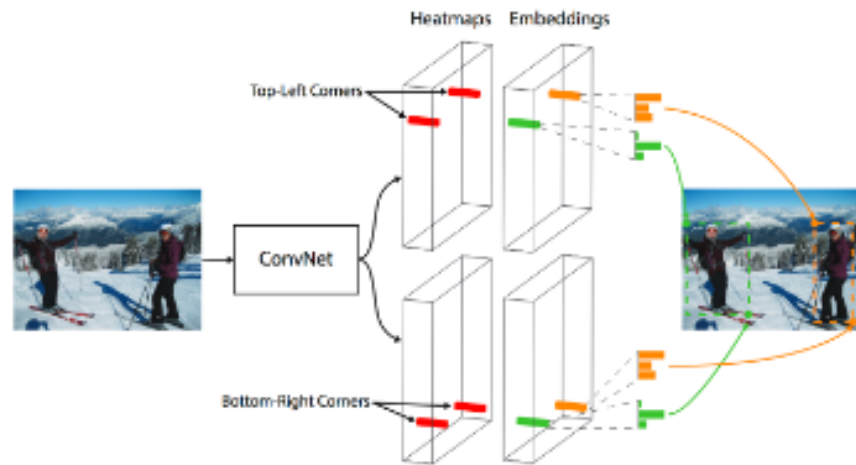 Heatmaps Embeddings
Top-Left Corners
ConvNet
Bottom-Right Corners